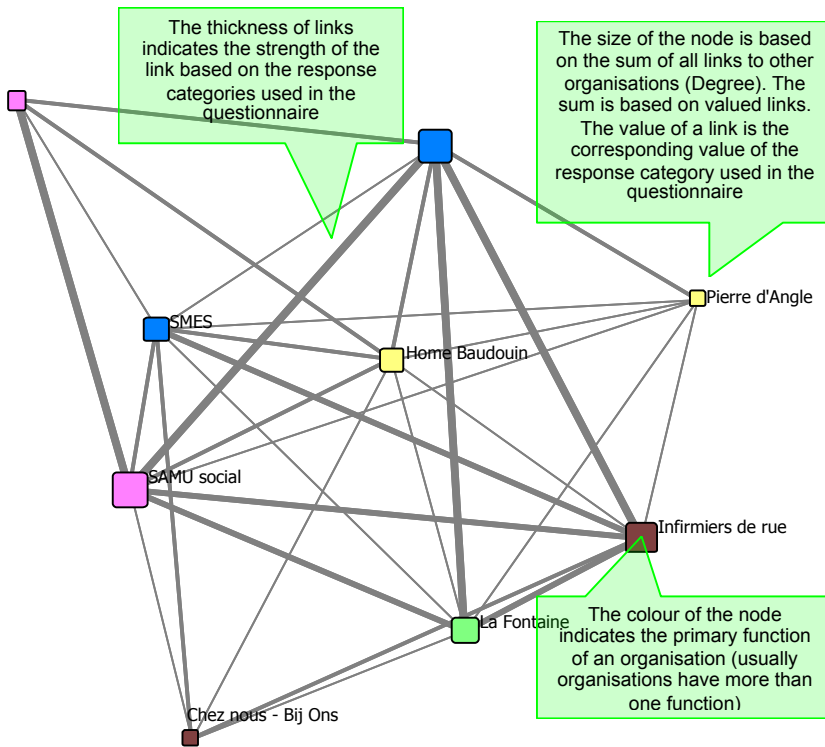 The thickness of links
indicates the strength of the
link based on the response
categories used in the
questionnaire
The size of the node is based
on the sum of all links to other
organisations (Degree). The
sum is based on valued links.
The value of a link is the
corresponding value of the
response category used in the
questionnaire
Pierre d'Angle
SMES
Home Baudouin
SAMU social
Infirmiers de rue
La Fontaine
The colour of the node
indicates the primary function
of an organisation (usually
organisations have more than
one function)
Chez nous - Bij Ons